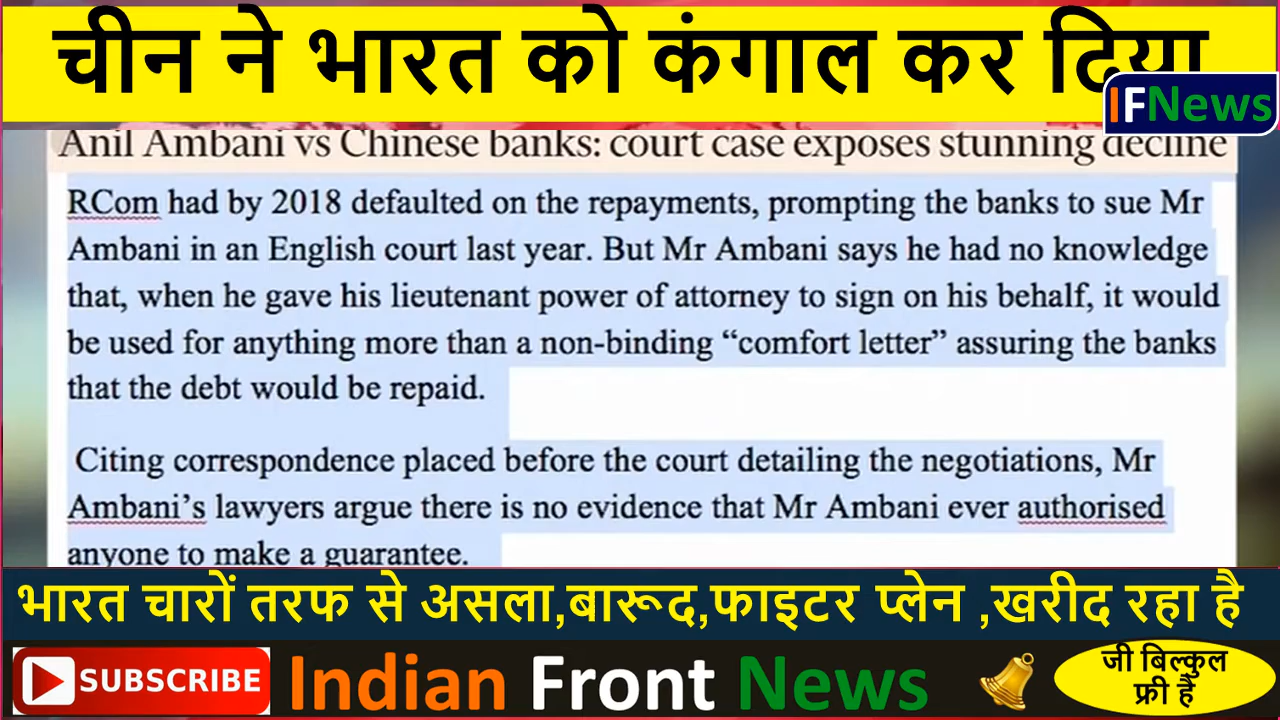 चीन ने भारत को कंगाल कर दिया
IFNews
Anil Ambani vs Chinese banks: court case exposes stunning decline
RCom had by 2018 defaulted on the repayments, prompting the banks to sue Mr
Ambani in an English court last year. But Mr Ambani says he had no knowledge
that, when he gave his lieutenant power of attorney to sign on his behalf, it would
be used for anything more than a non-binding “comfort letter” assuring the banks
that the debt would be repaid.
Citing correspondence placed before the court detailing the negotiations, Mr
Ambani’s lawyers argue there is no evidence that Mr Ambani ever authorised
anyone to make a guarantee.
भारत चारों तरफ से असला,बारूद,फाइटर प्लेन ,खरीद रहा है
SUBSCRIBE
Indian Front News
जी बिल्कुल
फ्री है